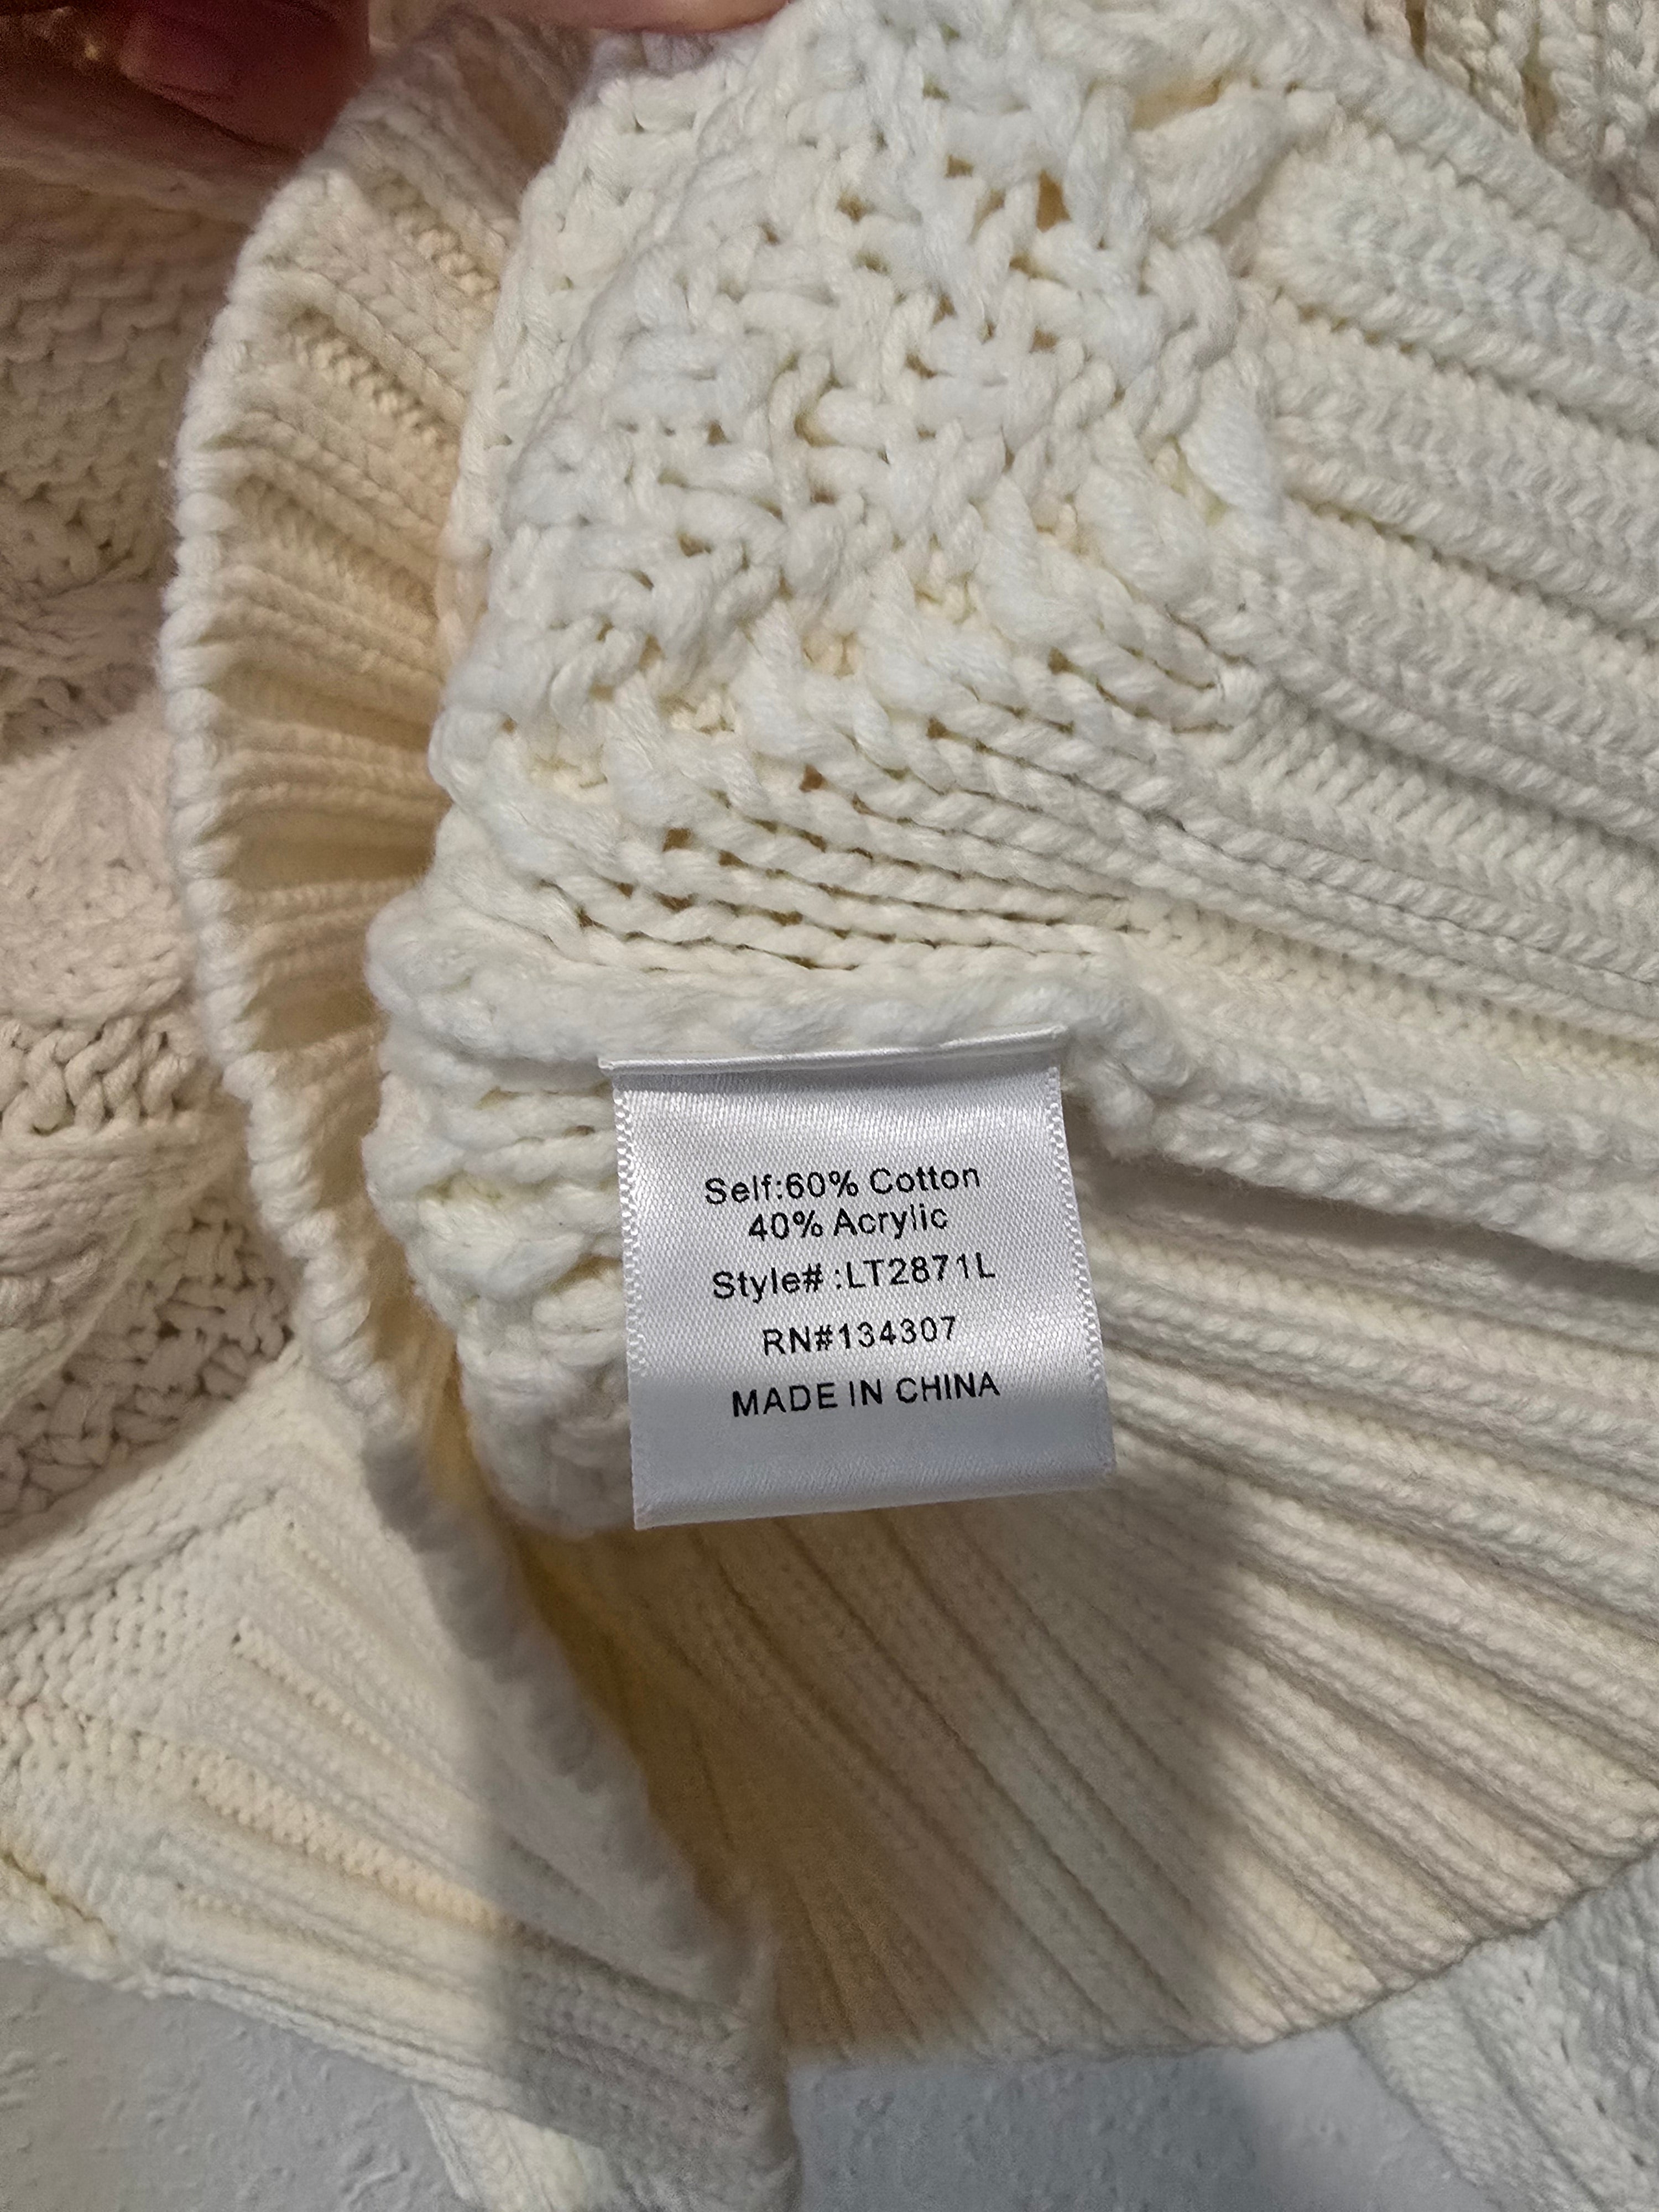 Self:60% Cotton
40% Acrylic
Style# :LT2871L
RN#134307
MADE IN CHINA